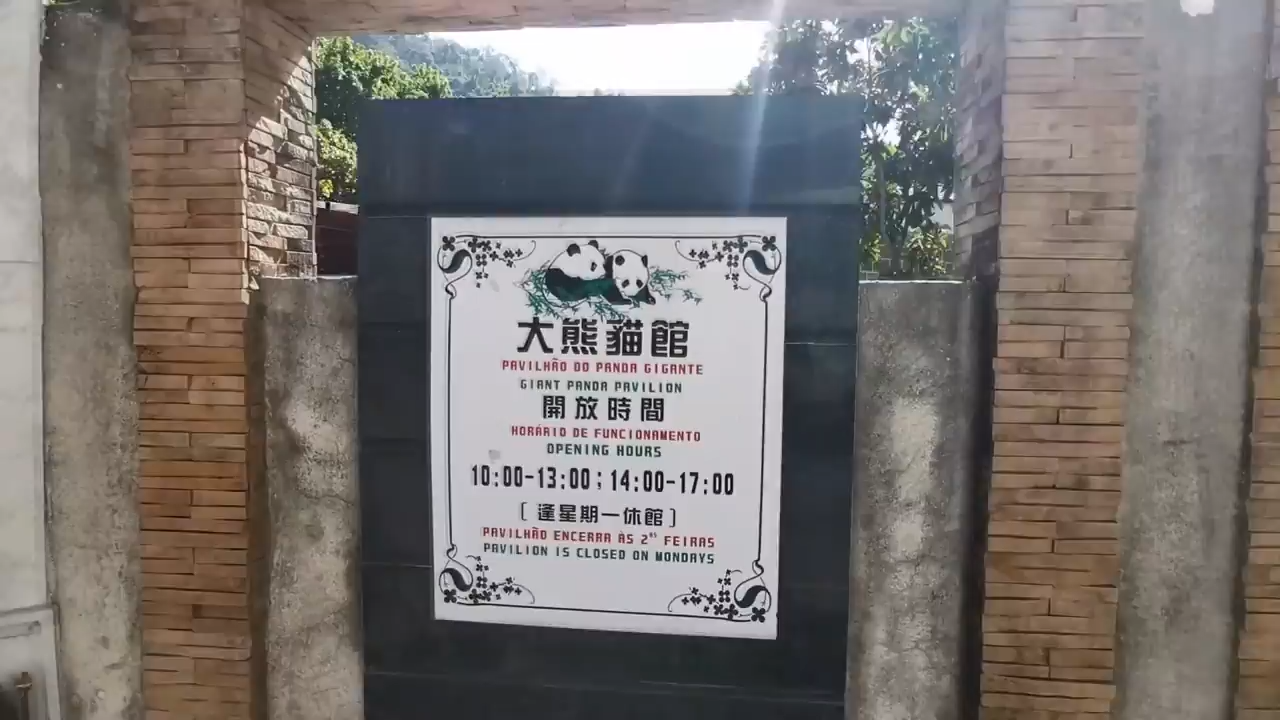 大熊貓館
PAVILHÃO DO PANDA GIGANTE
GIANT PANDA PAVILION
開放時間
HORÁRIO DE FUNCIONAMENTO
OPENING HOURS
10:00-13:00;14:00-17:00
[逢星期一休館]
PAVILHÃO ENCERRA ÀS 2ªs FEIRAS
PAVILION IS CLOSED ON MONDAYS